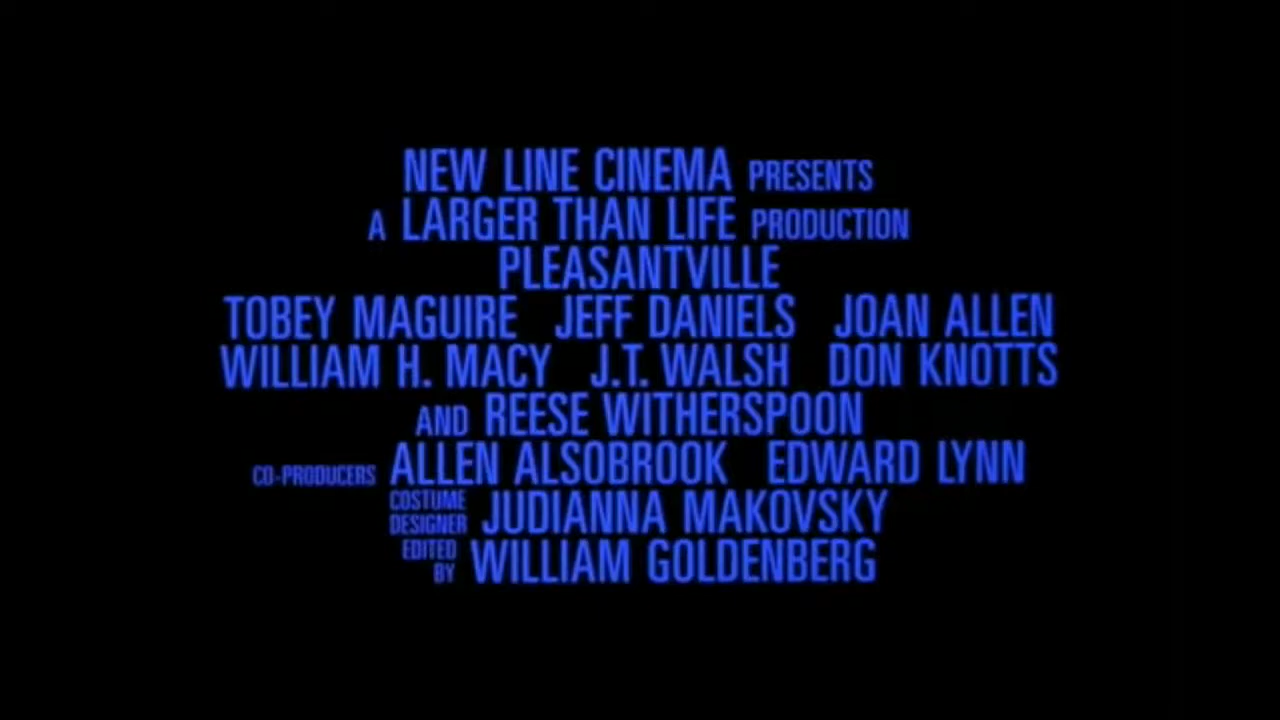 NEW LINE CINEMA PRESENTS
A LARGER THAN LIFE PRODUCTION
PLEASANTVILLE
TOBEY MAGUIRE JEFF DANIELS JOAN ALLEN
WILLIAM H. MACY J.T. WALSH DON KNOTTS
AND REESE WITHERSPOON
CO-PRODUCERS ALLEN ALSOBROOK EDWARD LYNN
COSTUME DESIGNER JUDIANNA MAKOVSKY
EDITED BY WILLIAM GOLDENBERG